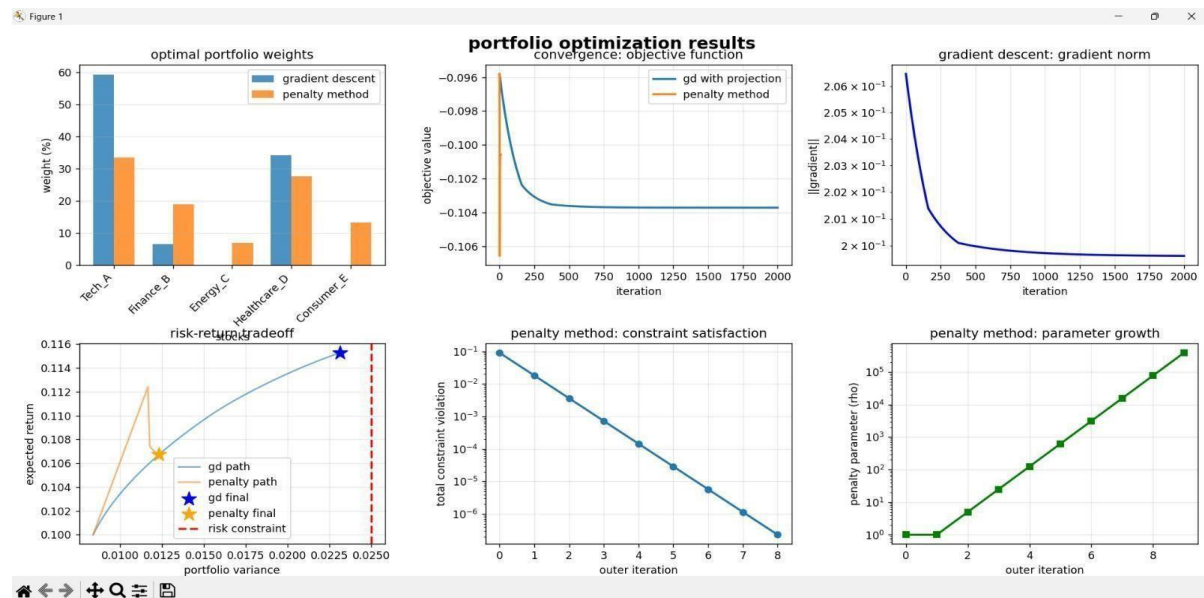 Figure 1
portfolio optimization results
optimal portfolio weights
weight (%)
60
50
40
30
20
10
0
gradient descent
penalty method
Tech_A
Finance_B
Energy_C
Healthcare_D
Consumer_E
stocks
convergence: objective function
objective value
−0.096
−0.098
−0.100
−0.102
−0.104
−0.106
gd with projection
penalty method
0 250 500 750 1000 1250 1500 1750 2000
iteration
gradient descent: gradient norm
||gradient||
2.06 × 10⁻¹
2.05 × 10⁻¹
2.04 × 10⁻¹
2.03 × 10⁻¹
2.02 × 10⁻¹
2.01 × 10⁻¹
2 × 10⁻¹
0 250 500 750 1000 1250 1500 1750 2000
iteration
risk-return tradeoff
expected return
0.116
0.114
0.112
0.110
0.108
0.106
0.104
0.102
0.100
gd path
penalty path
gd final
penalty final
risk constraint
0.0100 0.0125 0.0150 0.0175 0.0200 0.0225 0.0250
portfolio variance
penalty method: constraint satisfaction
total constraint violation
10⁻¹
10⁻²
10⁻³
10⁻⁴
10⁻⁵
10⁻⁶
0 1 2 3 4 5 6 7 8
outer iteration
penalty method: parameter growth
penalty parameter (rho)
10⁵
10⁴
10³
10²
10¹
10⁰
0 2 4 6 8
outer iteration